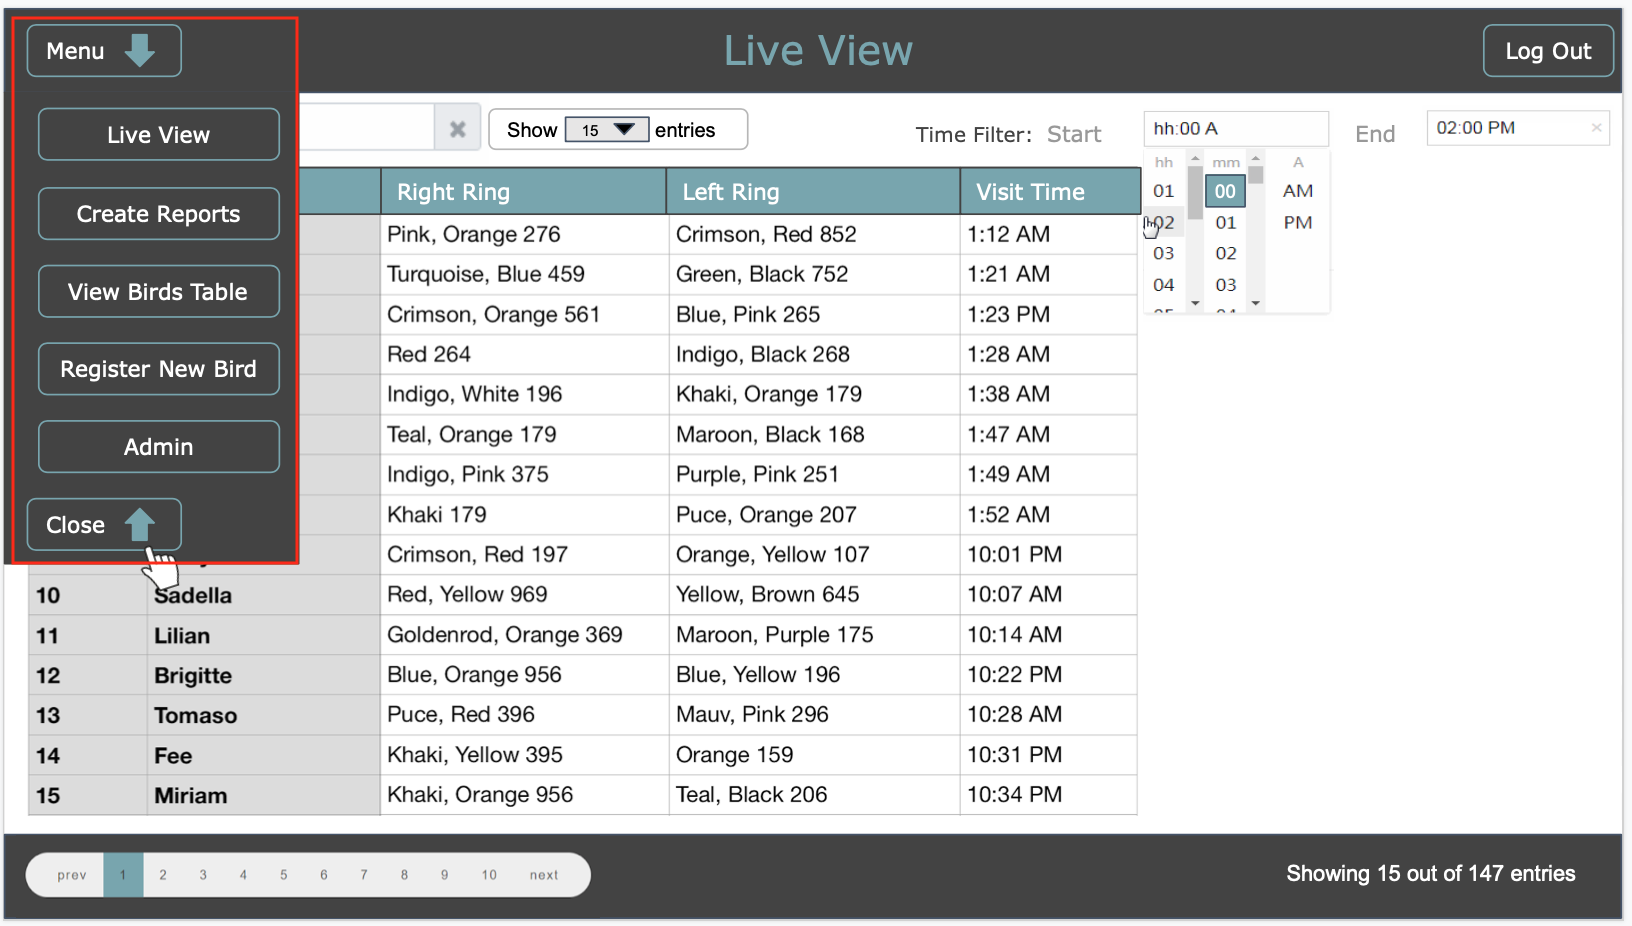 Menu
Live View
Log Out
Live View
Create Reports
View Birds Table
Register New Bird
Admin
Close
Show 15 entries
Time Filter: Start hh:00 A End 02:00 PM ×
hh mm A
01 00 AM
02 01 PM
03 02
04 03
Right Ring Left Ring Visit Time
Pink, Orange 276 Crimson, Red 852 1:12 AM
Turquoise, Blue 459 Green, Black 752 1:21 AM
Crimson, Orange 561 Blue, Pink 265 1:23 PM
Red 264 Indigo, Black 268 1:28 AM
Indigo, White 196 Khaki, Orange 179 1:38 AM
Teal, Orange 179 Maroon, Black 168 1:47 AM
Indigo, Pink 375 Purple, Pink 251 1:49 AM
Khaki 179 Puce, Orange 207 1:52 AM
Crimson, Red 197 Orange, Yellow 107 10:01 PM
10 Sadella Red, Yellow 969 Yellow, Brown 645 10:07 AM
11 Lilian Goldenrod, Orange 369 Maroon, Purple 175 10:14 AM
12 Brigitte Blue, Orange 956 Blue, Yellow 196 10:22 PM
13 Tomaso Puce, Red 396 Mauv, Pink 296 10:28 AM
14 Fee Khaki, Yellow 395 Orange 159 10:31 PM
15 Miriam Khaki, Orange 956 Teal, Black 206 10:34 PM
prev 1 2 3 4 5 6 7 8 9 10 next
Showing 15 out of 147 entries